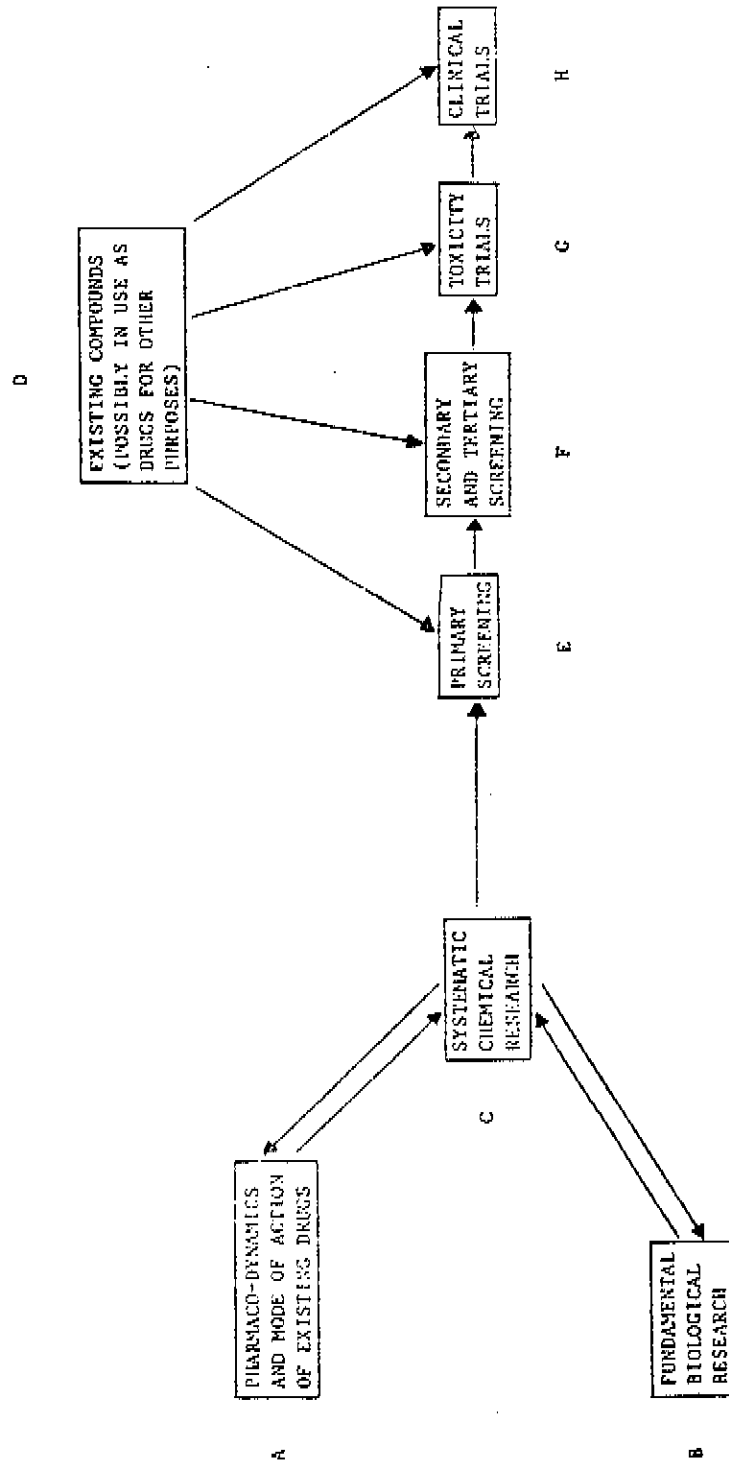 A
PHARMACO-DYNAMICS
AND MODE OF ACTION
OF EXISTING DRUGS
B
FUNDAMENTAL
BIOLOGICAL
RESEARCH
C
SYSTEMATIC
CHEMICAL
RESEARCH
D
EXISTING COMPOUNDS
(POSSIBLY IN USE AS
DRUGS FOR OTHER
PURPOSES)
E
PRIMARY
SCREENING
F
SECONDARY
AND TERTIARY
SCREENING
G
TOXICITY
TRIALS
H
CLINICAL
TRIALS